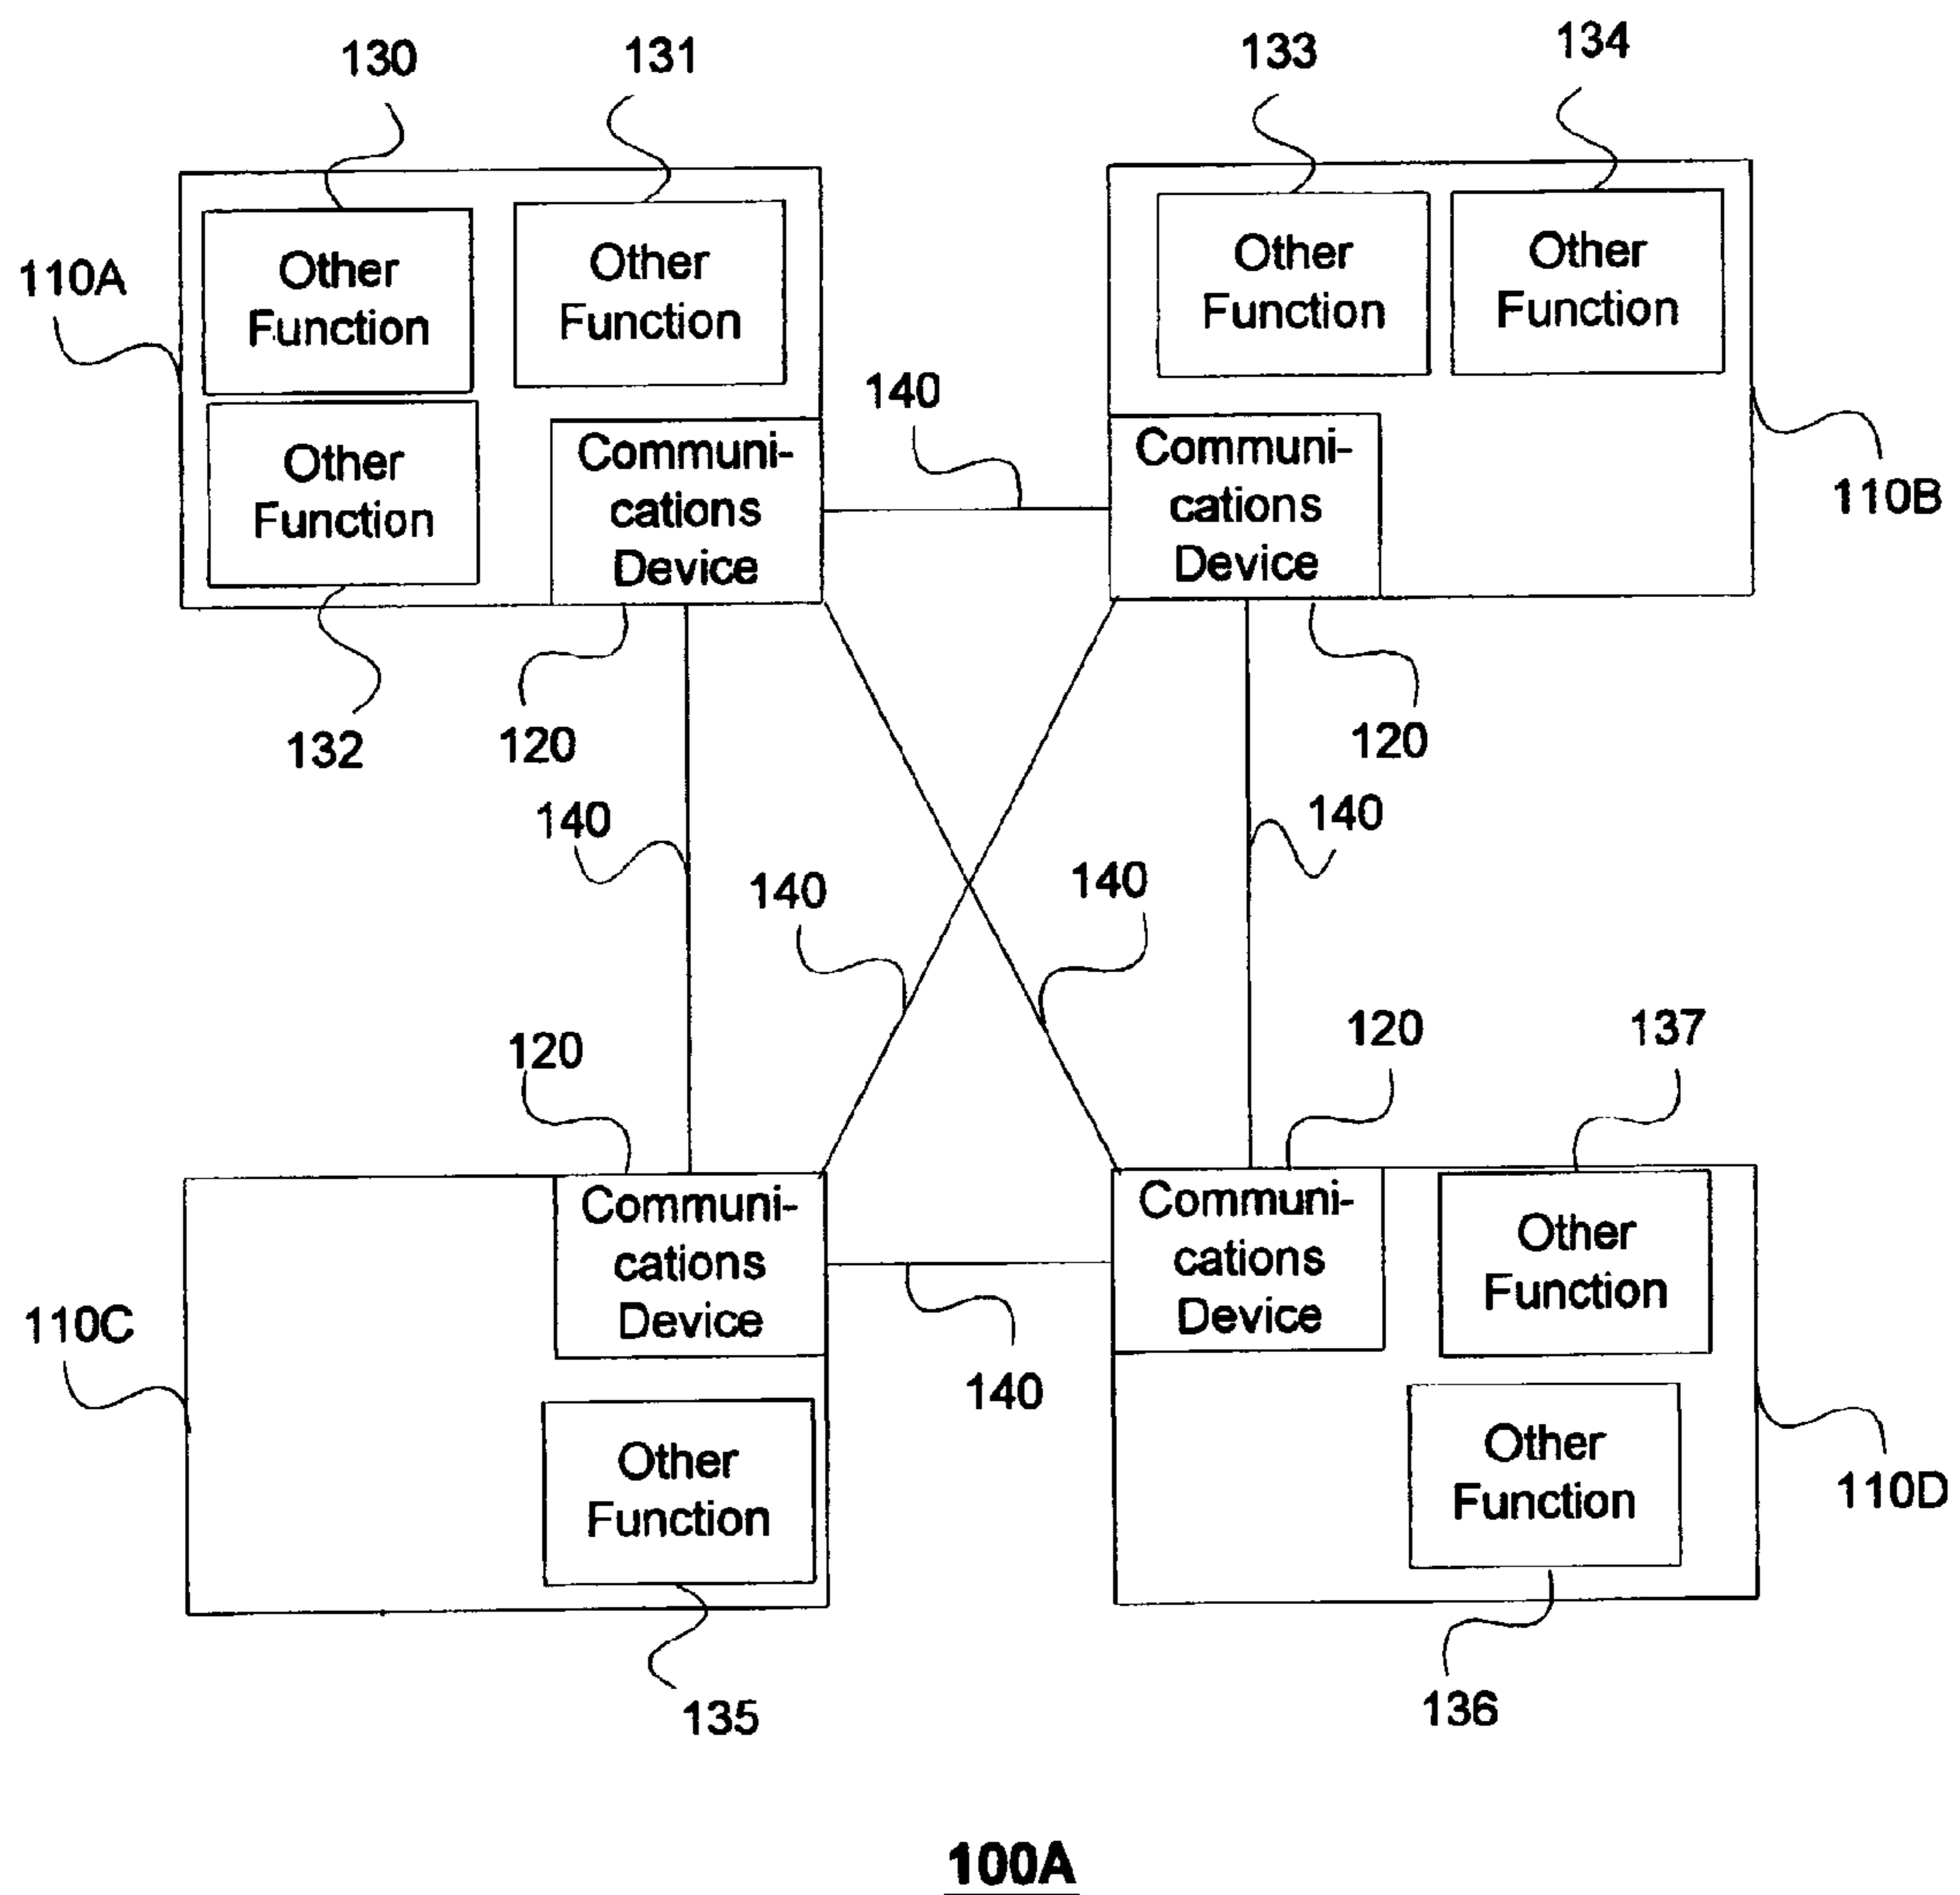 130
131
133
134
110A
Other
Function
Other
Function
Other
Function
Other
Function
140
Other
Function
Communi-
cations
Device
Communi-
cations
Device
110B
132
120
120
140
140
140
140
120
120
137
110C
Communi-
cations
Device
Communi-
cations
Device
Other
Function
140
Other
Function
Other
Function
110D
135
136
100A